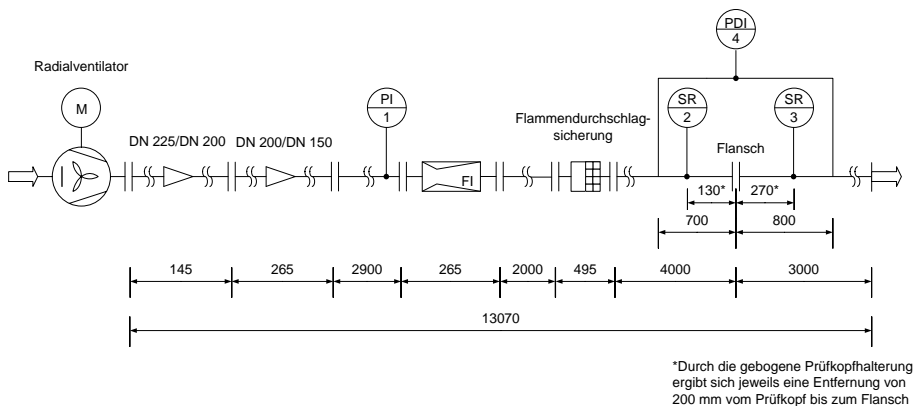 PDI
4
Radialventilator
M
PI
1
SR
2
SR
3
Flammendurchschlag-
sicherung
DN 225/DN 200
DN 200/DN 150
Flansch
FI
130*
270*
700
800
145
265
2900
265
2000
495
4000
3000
13070
*Durch die gebogene Prüfkopfhalterung
ergibt sich jeweils eine Entfernung von
200 mm vom Prüfkopf bis zum Flansch